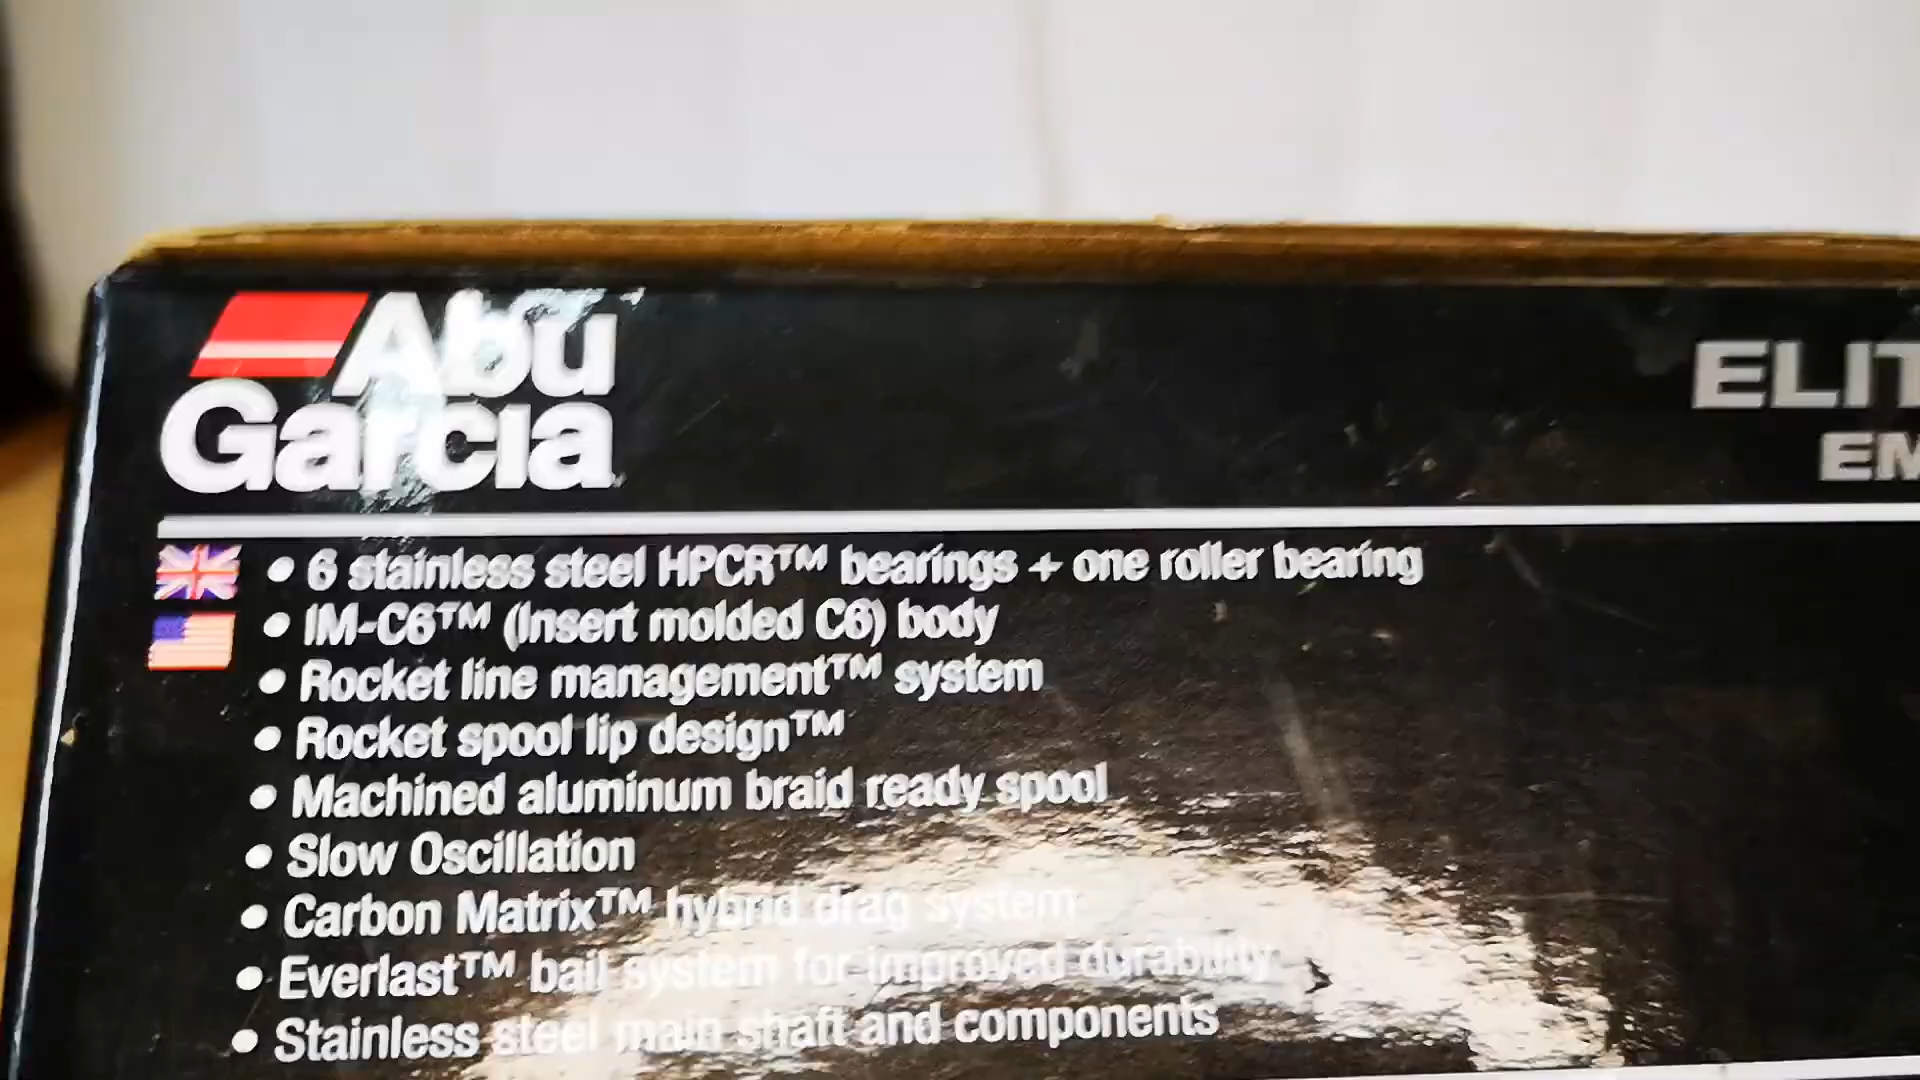 Abu
Garcia
ELIT
EM
• 6 stainless steel HPCR™ bearings + one roller bearing
• IM-C6™ (Insert molded C6) body
• Rocket line management™ system
• Rocket spool lip design™
• Machined aluminum braid ready spool
• Slow Oscillation
• Carbon Matrix™ hybrid drag system
• Everlast™ bail system for improved durability
• Stainless steel main shaft and components